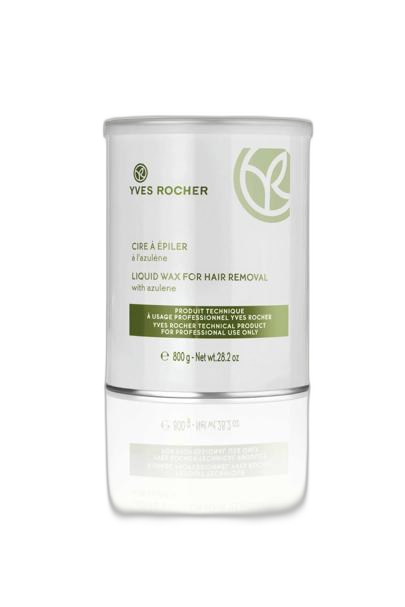 YVES ROCHER
CIRE À ÉPILER
à l'azulène
LIQUID WAX FOR HAIR REMOVAL
with azulene
PRODUIT TECHNIQUE
À USAGE PROFESSIONNEL YVES ROCHER
YVES ROCHER TECHNICAL PRODUCT
FOR PROFESSIONAL USE ONLY
℮ 800 g - Net wt. 28.2 oz